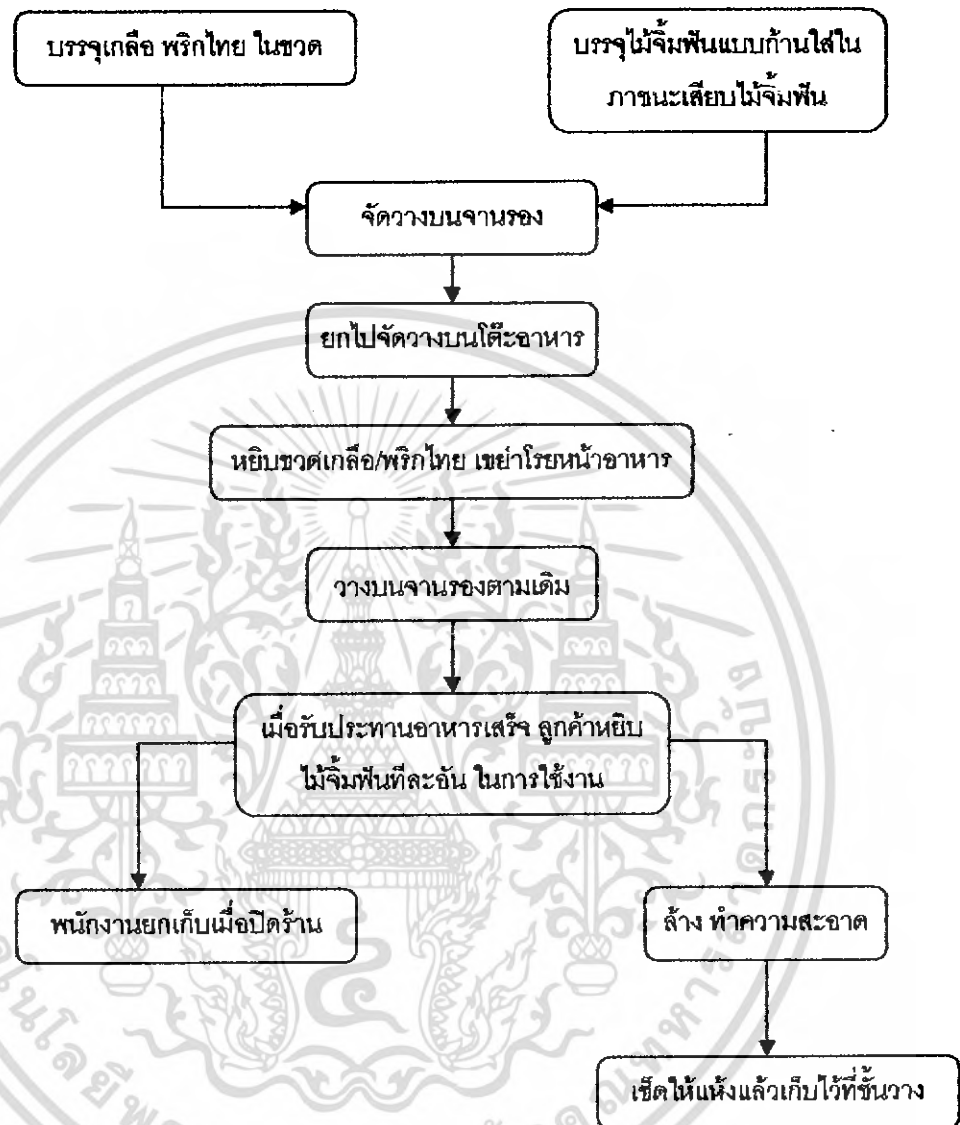 บรรจุเกลือ พริกไทย ในขวด
บรรจุไม้จิ้มฟันแบบก้านใส่ใน
ภาชนะเสียบไม้จิ้มฟัน
จัดวางบนจานรอง
ยกไปจัดวางบนโต๊ะอาหาร
หยิบขวดเกลือ/พริกไทย เขย่าโรยหน้าอาหาร
วางบนจานรองตามเดิม
เมื่อรับประทานอาหารเสร็จ ลูกค้าหยิบ
ไม้จิ้มฟันทีละอัน ในการใช้งาน
พนักงานยกเก็บเมื่อปิดร้าน
ล้าง ทำความสะอาด
เช็ดให้แห้งแล้วเก็บไว้ที่ชั้นวาง